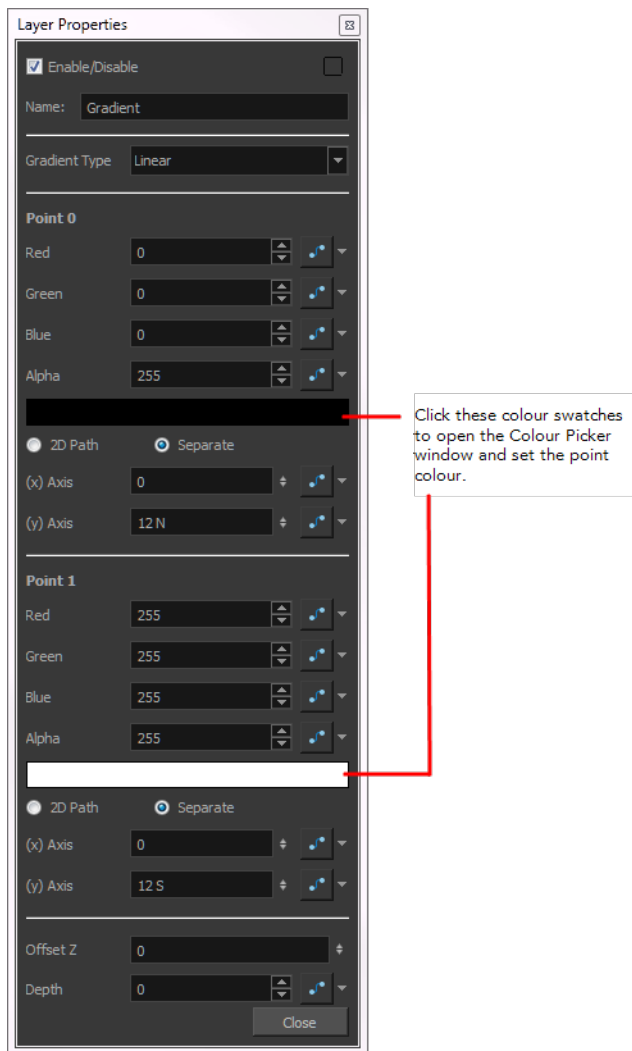 Layer Properties
Enable/Disable
Name: Gradient
Gradient Type Linear
Point 0
Red 0
Green 0
Blue 0
Alpha 255
2D Path Separate
(x) Axis 0
(y) Axis 12 N
Point 1
Red 255
Green 255
Blue 255
Alpha 255
2D Path Separate
(x) Axis 0
(y) Axis 12 S
Offset Z 0
Depth 0
Close
Click these colour swatches
to open the Colour Picker
window and set the point
colour.